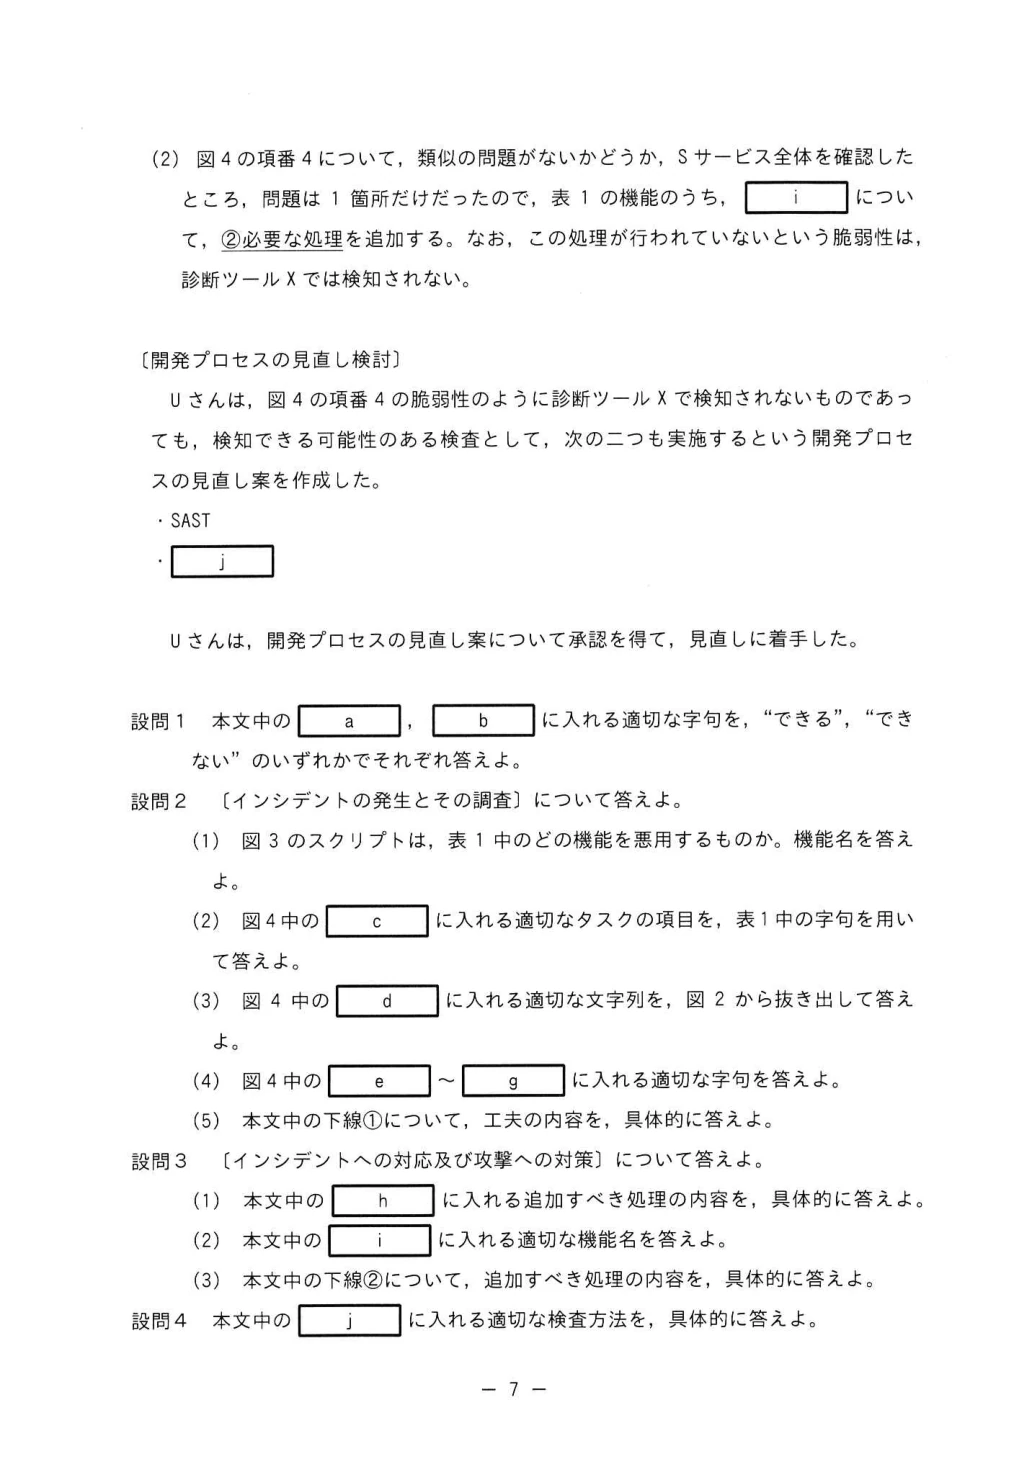 (2) 図4の項番4について，類似の問題がないかどうか，Sサービス全体を確認した
ところ，問題は1箇所だけだったので，表1の機能のうち， i につい
て，②必要な処理を追加する。なお，この処理が行われていないという脆弱性は，
診断ツールXでは検知されない。
〔開発プロセスの見直し検討〕
Uさんは，図4の項番4の脆弱性のように診断ツールXで検知されないものであっ
ても，検知できる可能性のある検査として，次の二つも実施するという開発プロセ
スの見直し案を作成した。
・SAST
・ j
Uさんは，開発プロセスの見直し案について承認を得て，見直しに着手した。
設問1 本文中の a ， b に入れる適切な字句を，“できる”，“でき
ない”のいずれかでそれぞれ答えよ。
設問2 〔インシデントの発生とその調査〕について答えよ。
(1) 図3のスクリプトは，表1中のどの機能を悪用するものか。機能名を答え
よ。
(2) 図4中の c に入れる適切なタスクの項目を，表1中の字句を用い
て答えよ。
(3) 図4中の d に入れる適切な文字列を，図2から抜き出して答え
よ。
(4) 図4中の e ～ g に入れる適切な字句を答えよ。
(5) 本文中の下線①について，工夫の内容を，具体的に答えよ。
設問3 〔インシデントへの対応及び攻撃への対策〕について答えよ。
(1) 本文中の h に入れる追加すべき処理の内容を，具体的に答えよ。
(2) 本文中の i に入れる適切な機能名を答えよ。
(3) 本文中の下線②について，追加すべき処理の内容を，具体的に答えよ。
設問4 本文中の j に入れる適切な検査方法を，具体的に答えよ。
－ 7 －